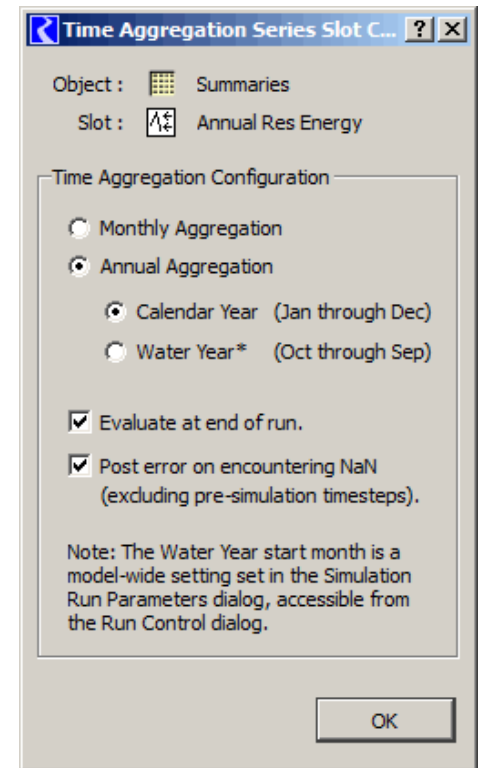 Time Aggregation Series Slot C...
Object : Summaries
Slot : Annual Res Energy
Time Aggregation Configuration
Monthly Aggregation
Annual Aggregation
Calendar Year (Jan through Dec)
Water Year* (Oct through Sep)
Evaluate at end of run.
Post error on encountering NaN
(excluding pre-simulation timesteps).
Note: The Water Year start month is a
model-wide setting set in the Simulation
Run Parameters dialog, accessible from
the Run Control dialog.
OK